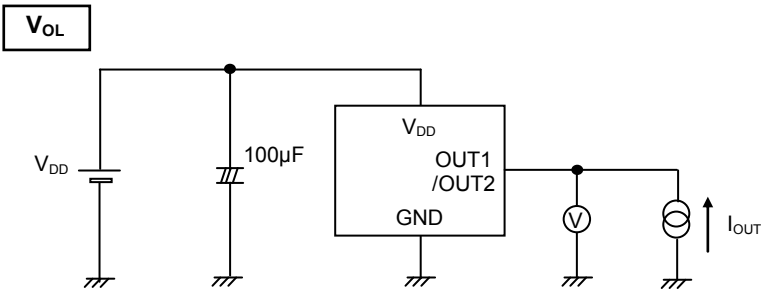 VOL
VDD
100µF
VDD
OUT1
/OUT2
GND
V
IOUT